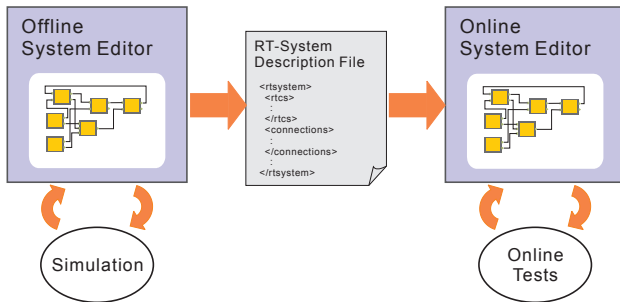 Offline
System Editor
RT-System
Description File
<rtsystem>
<rtcs>
:
</rtcs>
<connections>
:
</connections>
:
</rtsystem>
Online
System Editor
Simulation
Online
Tests